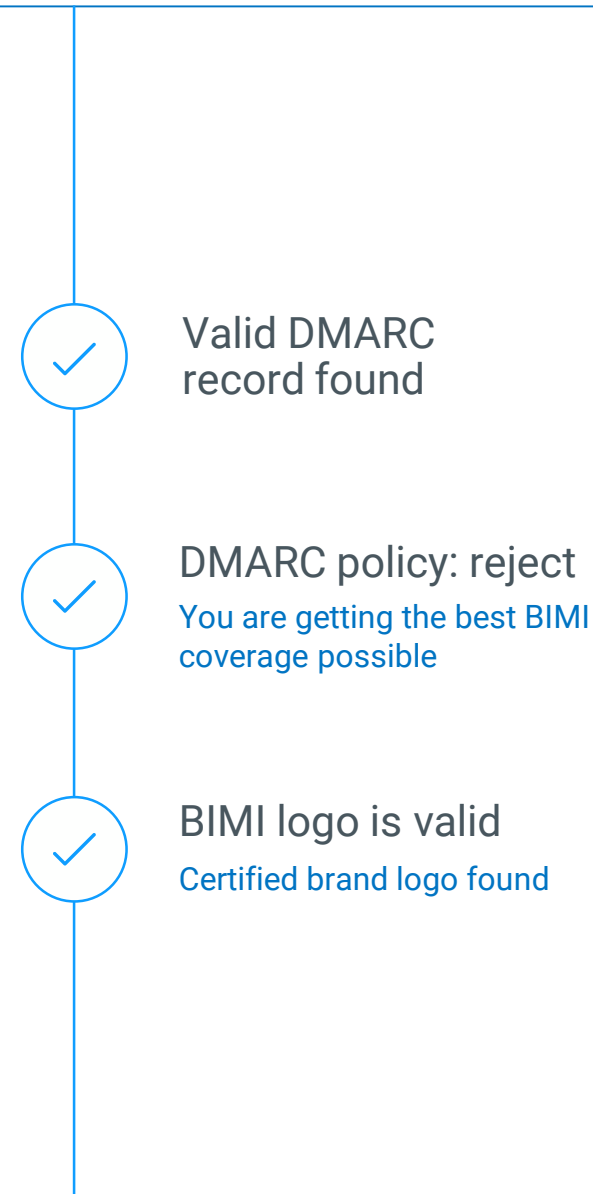 Valid DMARC
record found
DMARC policy: reject
You are getting the best BIMI
coverage possible
BIMI logo is valid
Certified brand logo found